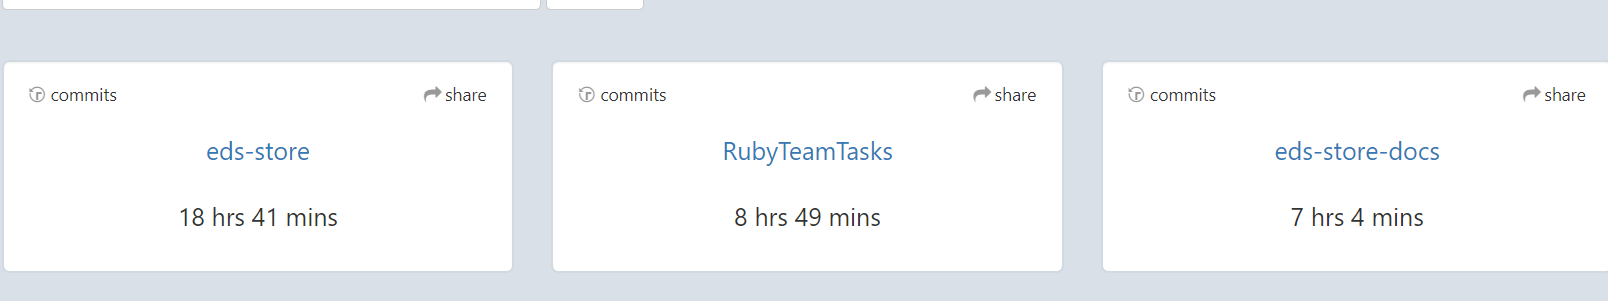 commits share
eds-store
18 hrs 41 mins
commits share
RubyTeamTasks
8 hrs 49 mins
commits share
eds-store-docs
7 hrs 4 mins